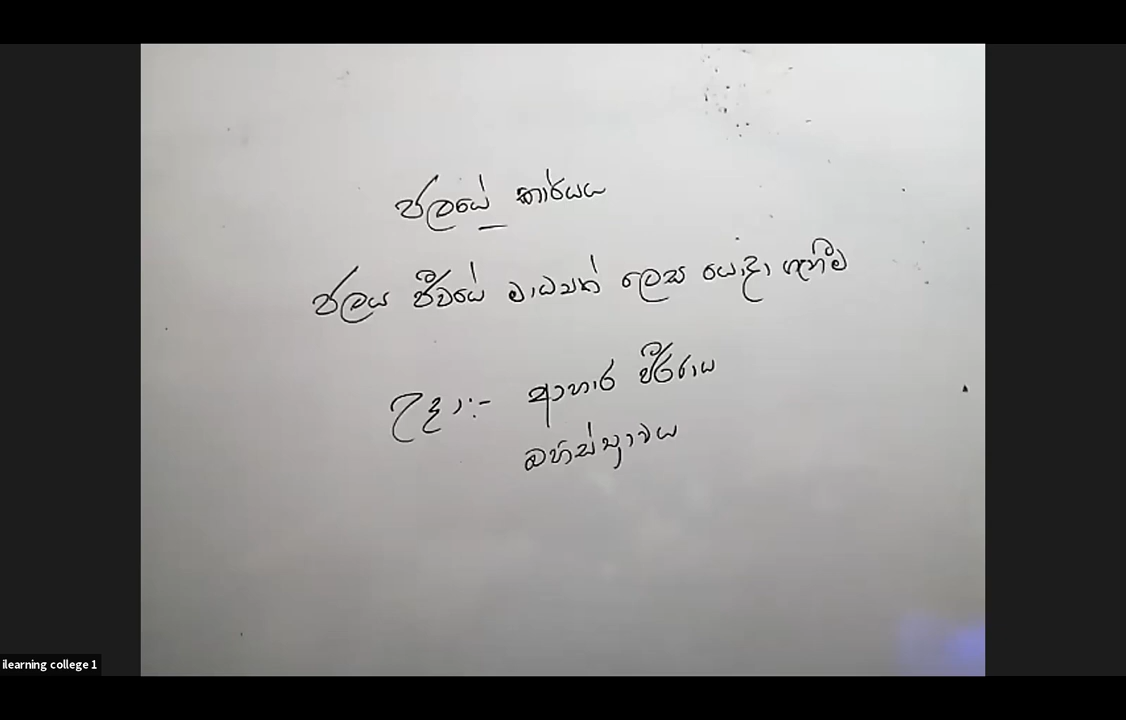 ජලයේ කාර්යය
ජලය ජීවයේ මාධ්‍යක් ලෙස යොදා ගැනීම
උදා:- ආහාර ජීරණය
බහිස්ස්‍රාවය
ilearning college 1